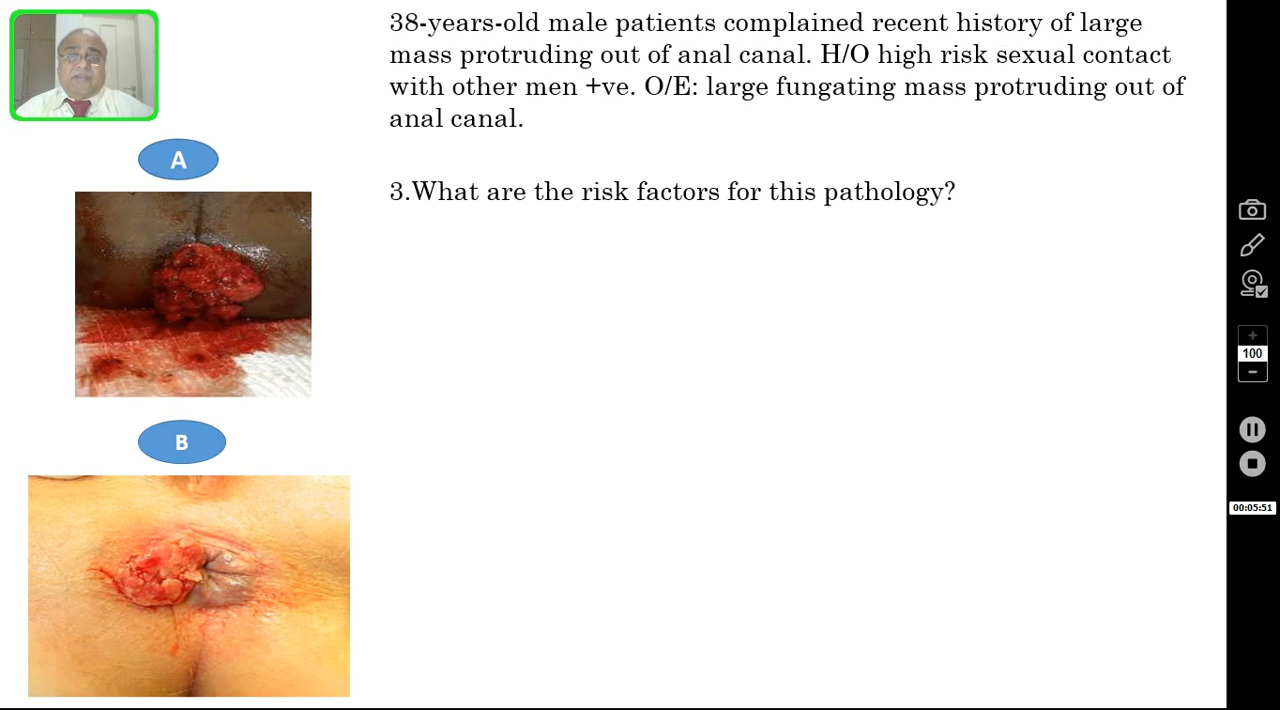 38-years-old male patients complained recent history of large
mass protruding out of anal canal. H/O high risk sexual contact
with other men +ve. O/E: large fungating mass protruding out of
anal canal.
A
3.What are the risk factors for this pathology?
B
100
00:05:51